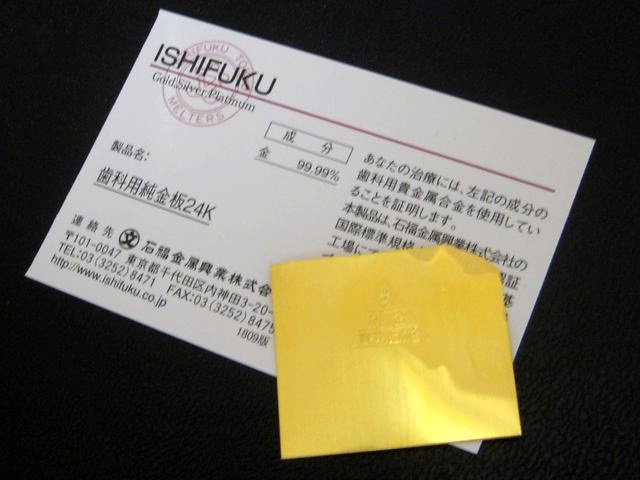 ISHIFUKU
Gold.Silver.Platinum
ISHIFUKU
MELTERS
製品名:
歯科用純金板24K
成 分
金 99.99%
あなたの治療には、左記の成分の
歯科用貴金属合金を使用してい
ることを証明します。
本製品は、石福金属興業株式会社の
国際標準規格
工場に
連絡先 石福金属興業株式会
〒101-0047 東京都千代田区内神田3-20-
TEL:03(3252)8471 FAX:03(3252)8475
http://www.ishifuku.co.jp
1809版